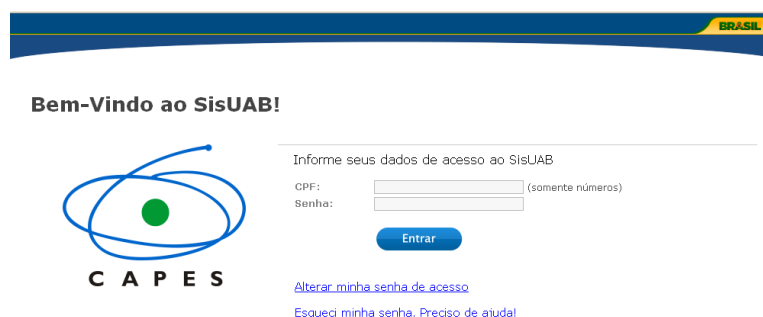 BRASIL
Bem-Vindo ao SisUAB!
Informe seus dados de acesso ao SisUAB
CPF: (somente números)
Senha:
Entrar
CAPES
Alterar minha senha de acesso
Esqueci minha senha. Preciso de ajuda!